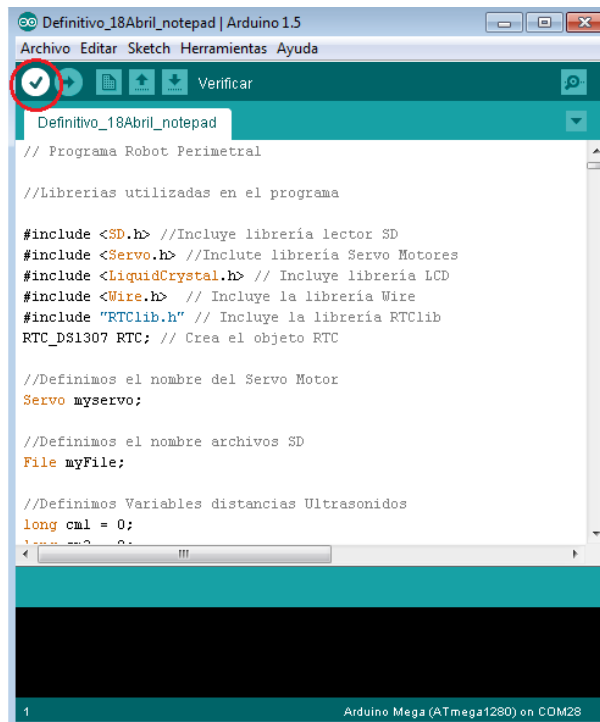 Definitivo_18Abril_notepad | Arduino 1.5
Archivo Editar Sketch Herramientas Ayuda
Verificar
Definitivo_18Abril_notepad
// Programa Robot Perimetral
//Librerias utilizadas en el programa
#include <SD.h> //Incluye librería lector SD
#include <Servo.h> //Inclute librería Servo Motores
#include <LiquidCrystal.h> // Incluye librería LCD
#include <Wire.h>  // Incluye la librería Wire
#include "RTClib.h" // Incluye la librería RTClib
RTC_DS1307 RTC; // Crea el objeto RTC
//Definimos el nombre del Servo Motor
Servo myservo;
//Definimos el nombre archivos SD
File myFile;
//Definimos Variables distancias Ultrasonidos
long cm1 = 0;
1
Arduino Mega (ATmega1280) on COM28